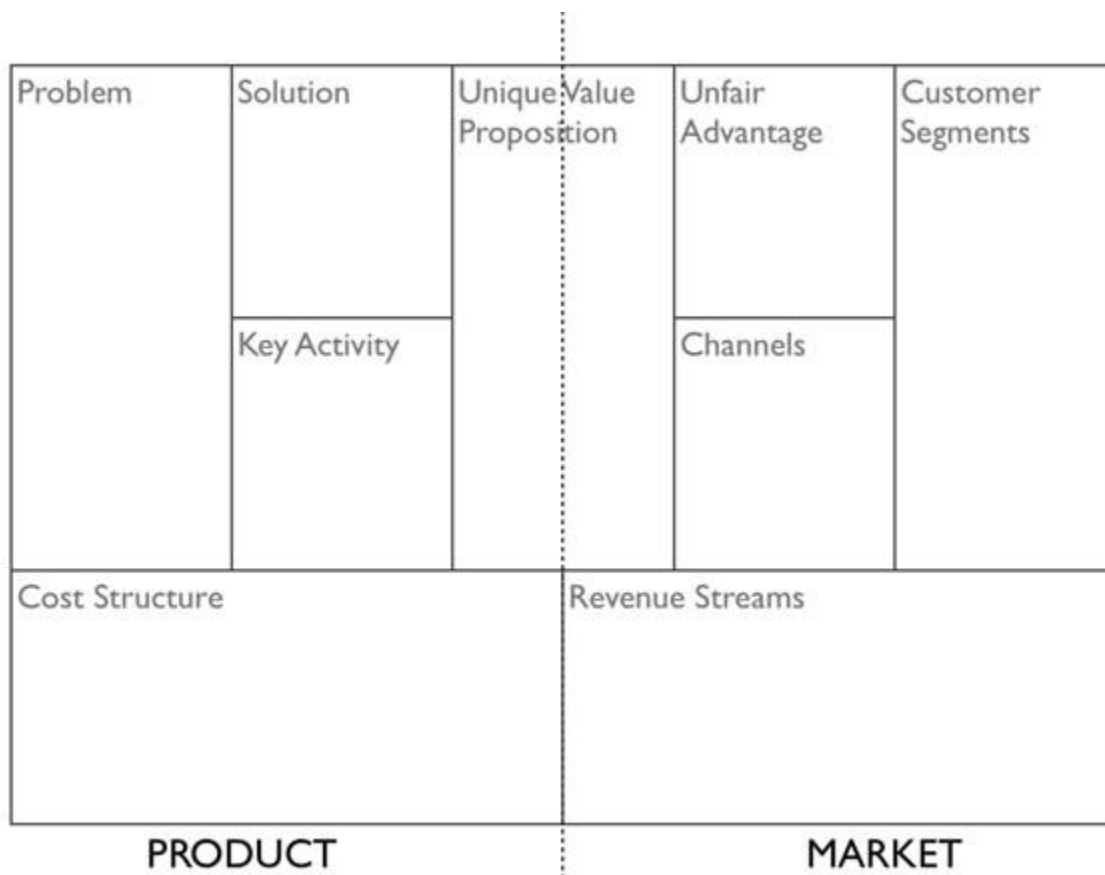 Problem
Solution
Unique Value
Proposition
Unfair
Advantage
Customer
Segments
Key Activity
Channels
Cost Structure
Revenue Streams
PRODUCT
MARKET